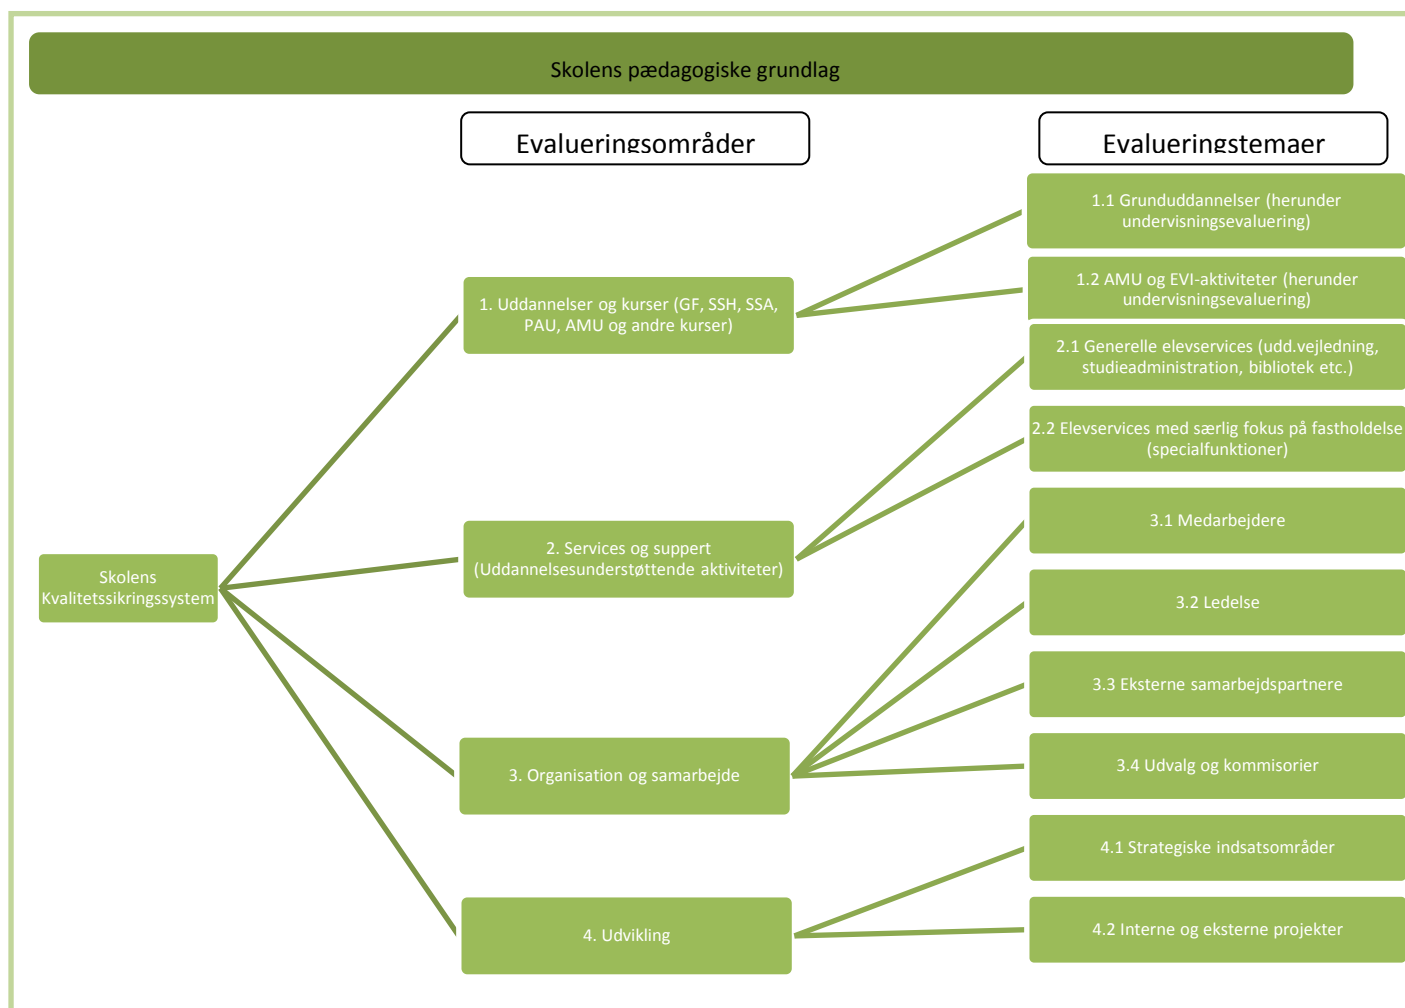 Skolens pædagogiske grundlag
Evalueringsområder
Evalueringstemaer
1.1 Grunduddannelser (herunder
undervisningsevaluering)
1.2 AMU og EVI-aktiviteter (herunder
undervisningsevaluering)
1. Uddannelser og kurser (GF, SSH, SSA,
PAU, AMU og andre kurser)
2.1 Generelle elevservices (udd.vejledning,
studieadministration, bibliotek etc.)
2.2 Elevservices med særlig fokus på fastholdelse
(specialfunktioner)
3.1 Medarbejdere
2. Services og suppert
(Uddannelsesunderstøttende aktiviteter)
Skolens
Kvalitetssikringssystem
3.2 Ledelse
3.3 Eksterne samarbejdspartnere
3. Organisation og samarbejde
3.4 Udvalg og kommisorier
4.1 Strategiske indsatsområder
4. Udvikling
4.2 Interne og eksterne projekter